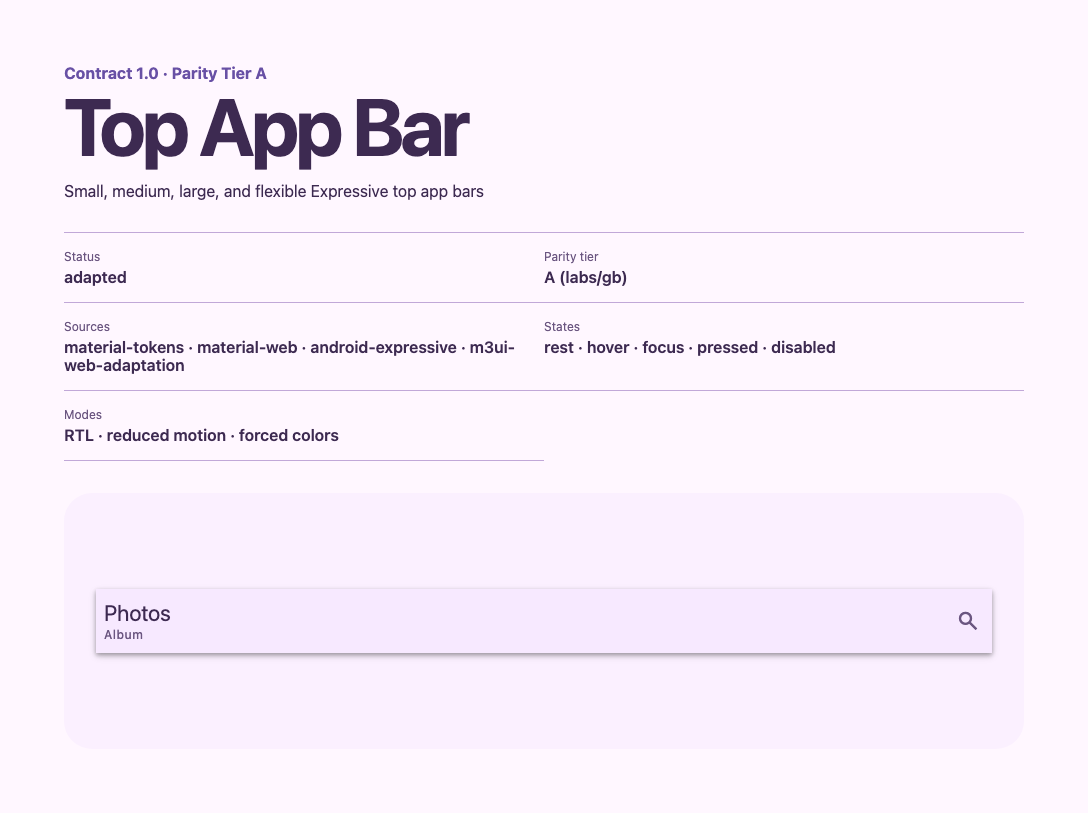 Contract 1.0 · Parity Tier A
Top App Bar
Small, medium, large, and flexible Expressive top app bars
Status
adapted
Parity tier
A (labs/gb)
Sources
material-tokens · material-web · android-expressive · m3ui-
web-adaptation
States
rest · hover · focus · pressed · disabled
Modes
RTL · reduced motion · forced colors
Photos
Album